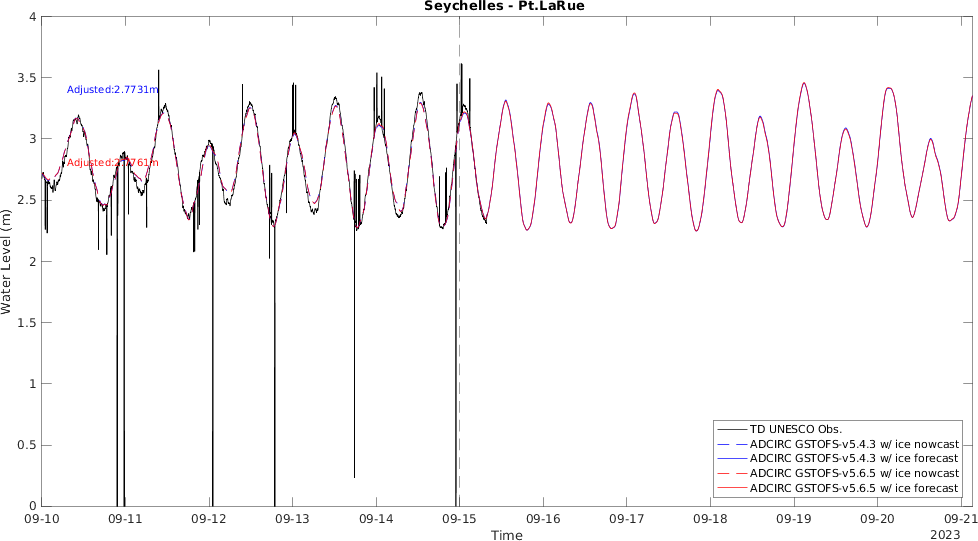 Seychelles - Pt.LaRue
4
3.5
3
2.5
2
1.5
1
0.5
0
Water Level (m)
Adjusted:2.7731m
Adjusted:2.7761m
TD UNESCO Obs.
ADCIRC GSTOFS-v5.4.3 w/ ice nowcast
ADCIRC GSTOFS-v5.4.3 w/ ice forecast
ADCIRC GSTOFS-v5.6.5 w/ ice nowcast
ADCIRC GSTOFS-v5.6.5 w/ ice forecast
09-10 09-11 09-12 09-13 09-14 09-15 09-16 09-17 09-18 09-19 09-20 09-21
Time
2023